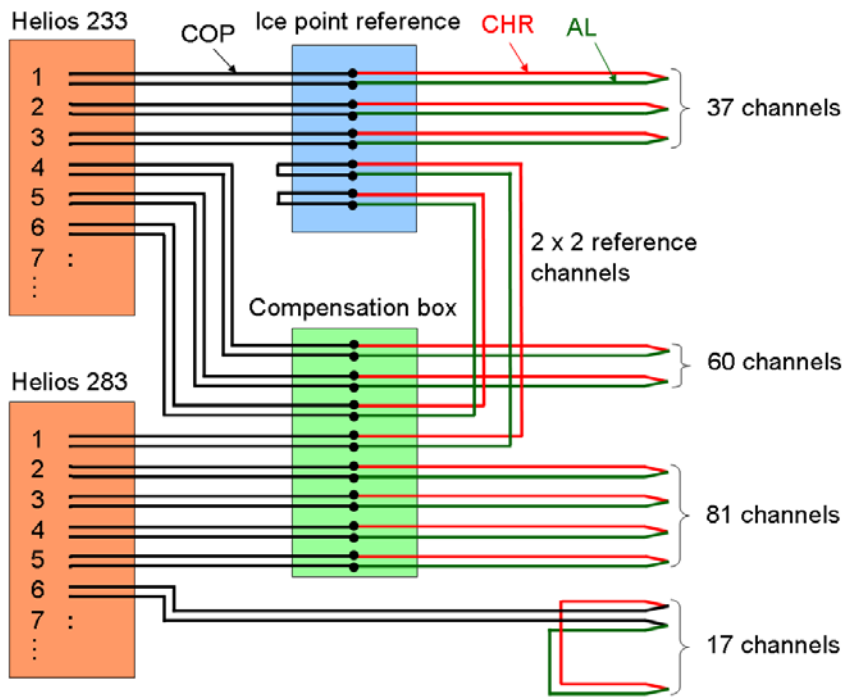 Helios 233
COP
Ice point reference
CHR
AL
1
2
3
4
5
6
7 :
⋮
37 channels
2 x 2 reference
channels
Compensation box
60 channels
Helios 283
1
2
3
4
5
6
7 :
⋮
81 channels
17 channels